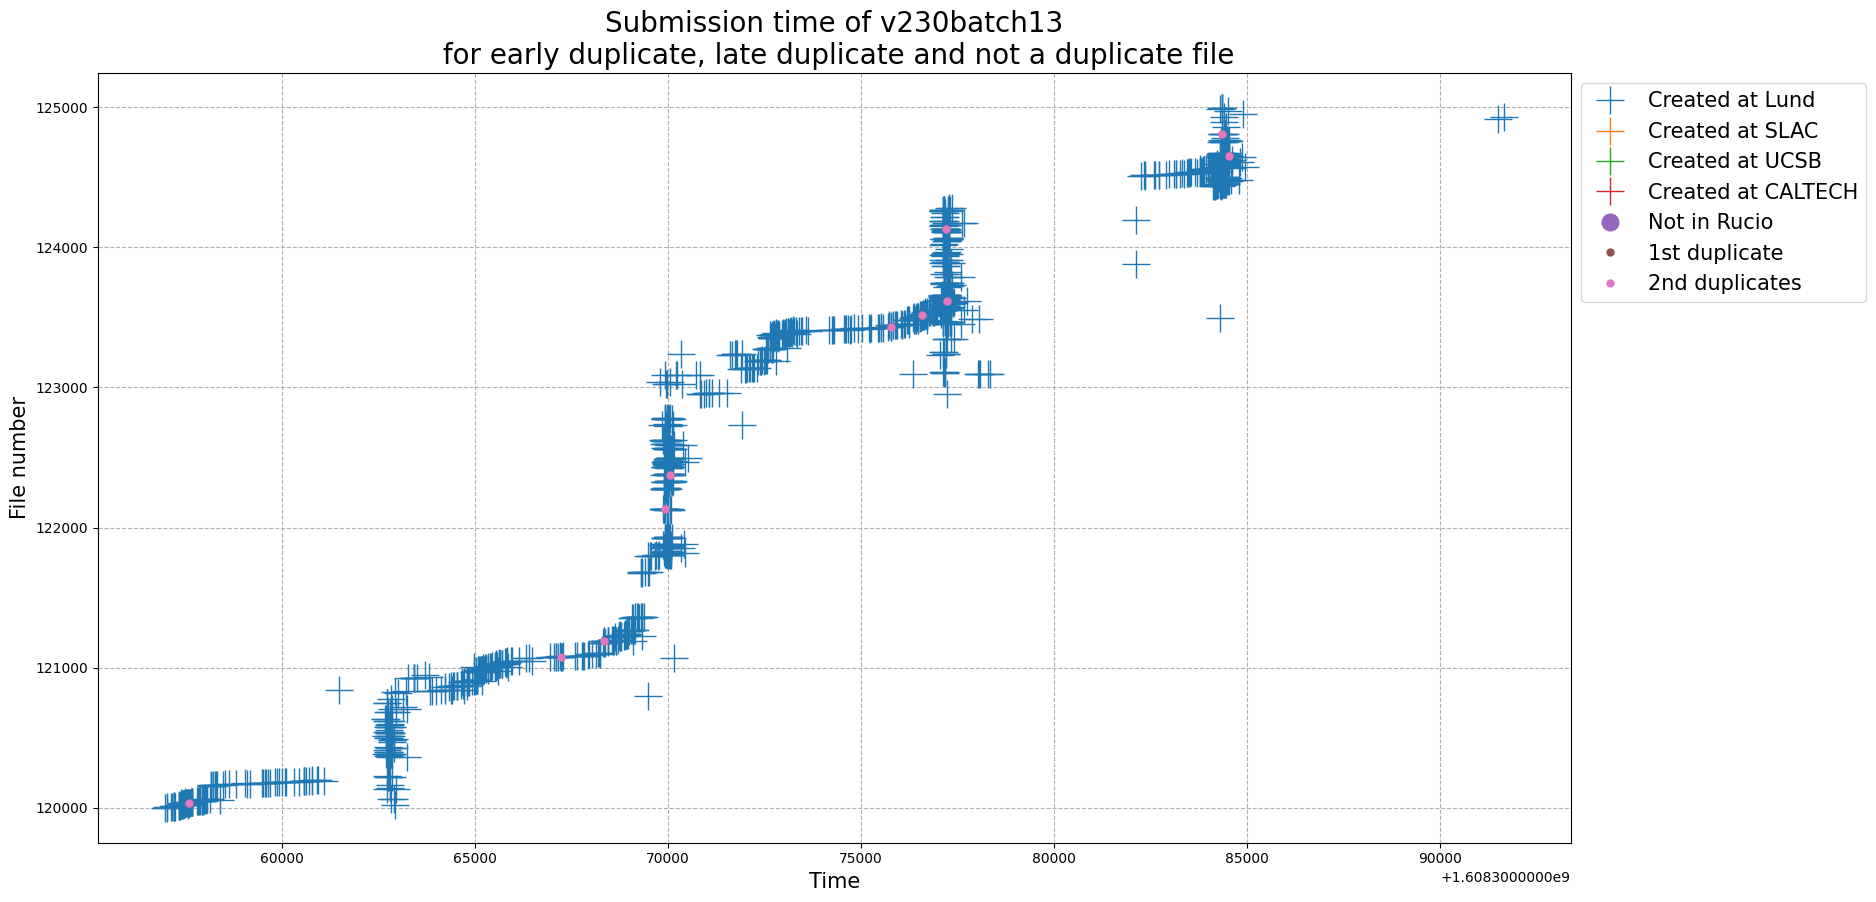 Submission time of v230batch13
for early duplicate, late duplicate and not a duplicate file
125000
124000
123000
122000
121000
120000
File number
60000
65000
70000
75000
80000
85000
90000
+1.6083000000e9
Time
Created at Lund
Created at SLAC
Created at UCSB
Created at CALTECH
Not in Rucio
1st duplicate
2nd duplicates